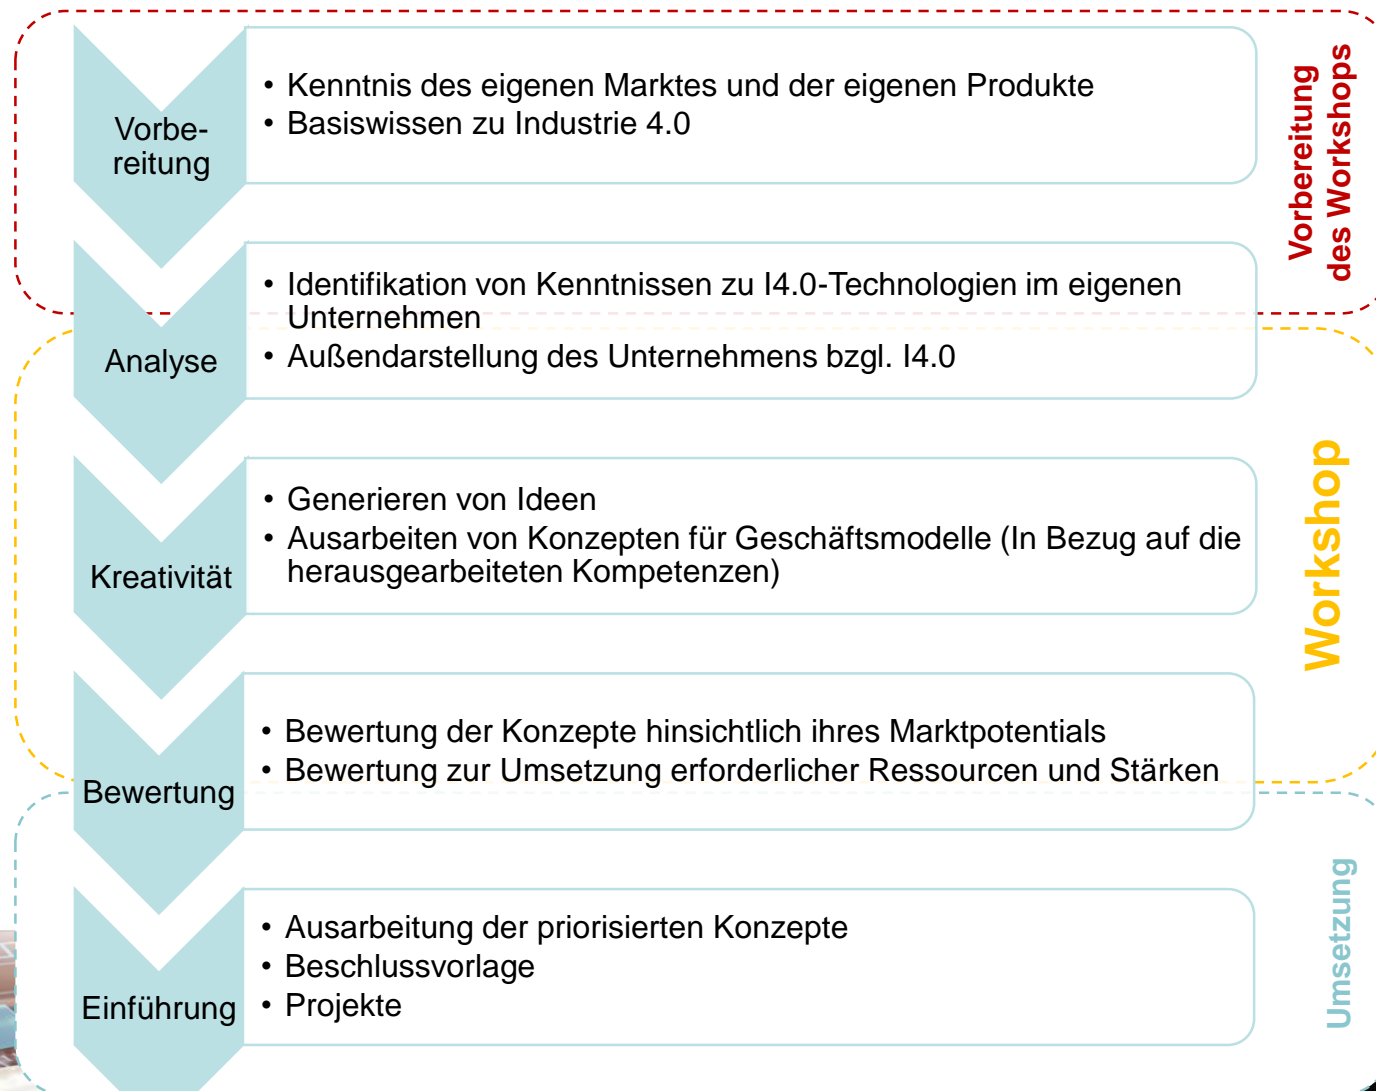 Vorbe-
reitung
• Kenntnis des eigenen Marktes und der eigenen Produkte
• Basiswissen zu Industrie 4.0
Vorbereitung
des Workshops
Analyse
• Identifikation von Kenntnissen zu I4.0-Technologien im eigenen
Unternehmen
• Außendarstellung des Unternehmens bzgl. I4.0
Kreativität
• Generieren von Ideen
• Ausarbeiten von Konzepten für Geschäftsmodelle (In Bezug auf die
herausgearbeiteten Kompetenzen)
Workshop
Bewertung
• Bewertung der Konzepte hinsichtlich ihres Marktpotentials
• Bewertung zur Umsetzung erforderlicher Ressourcen und Stärken
Einführung
• Ausarbeitung der priorisierten Konzepte
• Beschlussvorlage
• Projekte
Umsetzung